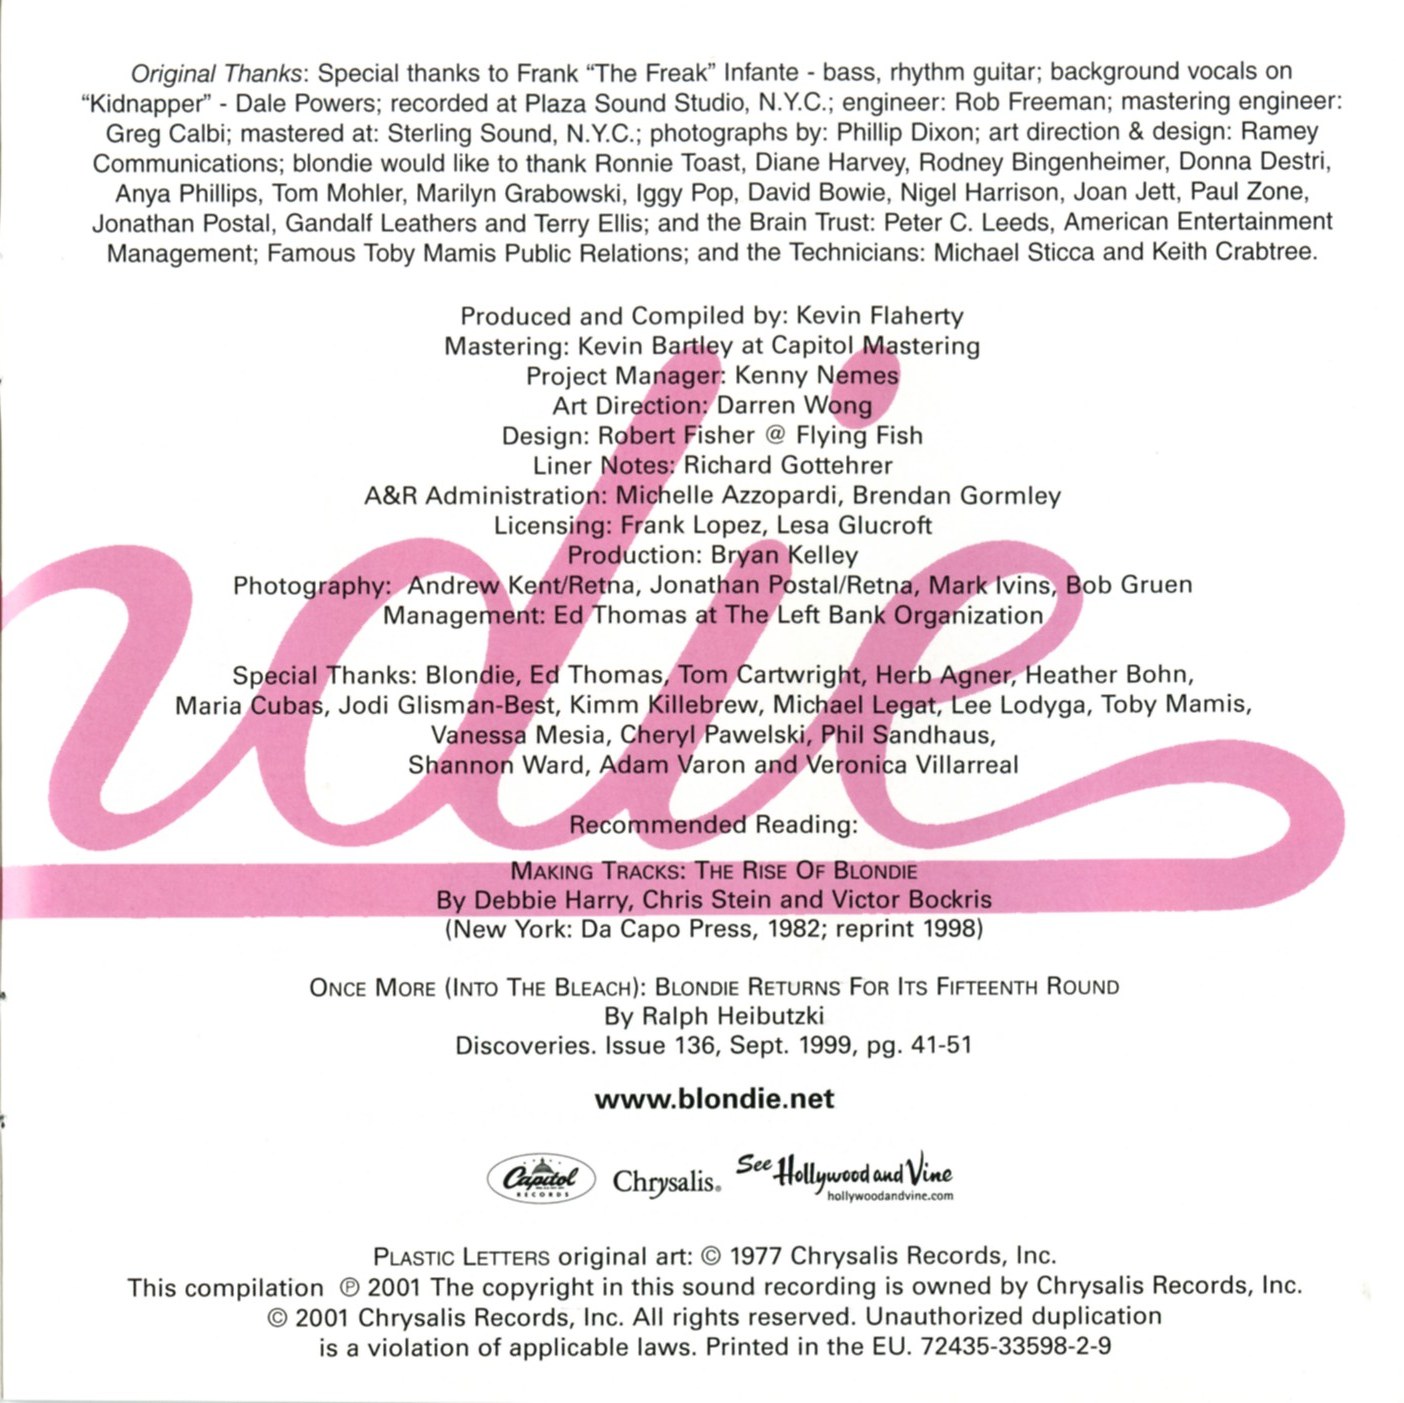 Original Thanks: Special thanks to Frank “The Freak” Infante - bass, rhythm guitar; background vocals on
“Kidnapper” - Dale Powers; recorded at Plaza Sound Studio, N.Y.C.; engineer: Rob Freeman; mastering engineer:
Greg Calbi; mastered at: Sterling Sound, N.Y.C.; photographs by: Phillip Dixon; art direction & design: Ramey
Communications; blondie would like to thank Ronnie Toast, Diane Harvey, Rodney Bingenheimer, Donna Destri,
Anya Phillips, Tom Mohler, Marilyn Grabowski, Iggy Pop, David Bowie, Nigel Harrison, Joan Jett, Paul Zone,
Jonathan Postal, Gandalf Leathers and Terry Ellis; and the Brain Trust: Peter C. Leeds, American Entertainment
Management; Famous Toby Mamis Public Relations; and the Technicians: Michael Sticca and Keith Crabtree.
Produced and Compiled by: Kevin Flaherty
Mastering: Kevin Bartley at Capitol Mastering
Project Manager: Kenny Nemes
Art Direction: Darren Wong
Design: Robert Fisher @ Flying Fish
Liner Notes: Richard Gottehrer
A&R Administration: Michelle Azzopardi, Brendan Gormley
Licensing: Frank Lopez, Lesa Glucroft
Production: Bryan Kelley
Photography: Andrew Kent/Retna, Jonathan Postal/Retna, Mark Ivins, Bob Gruen
Management: Ed Thomas at The Left Bank Organization
ndie
Special Thanks: Blondie, Ed Thomas, Tom Cartwright, Herb Agner, Heather Bohn,
Maria Cubas, Jodi Glisman-Best, Kimm Killebrew, Michael Legat, Lee Lodyga, Toby Mamis,
Vanessa Mesia, Cheryl Pawelski, Phil Sandhaus,
Shannon Ward, Adam Varon and Veronica Villarreal
Recommended Reading:
MAKING TRACKS: THE RISE OF BLONDIE
By Debbie Harry, Chris Stein and Victor Bockris
(New York: Da Capo Press, 1982; reprint 1998)
ONCE MORE (INTO THE BLEACH): BLONDIE RETURNS FOR ITS FIFTEENTH ROUND
By Ralph Heibutzki
Discoveries. Issue 136, Sept. 1999, pg. 41-51
www.blondie.net
Capitol RECORDS Chrysalis® See Hollywood and Vine
hollywoodandvine.com
PLASTIC LETTERS original art: © 1977 Chrysalis Records, Inc.
This compilation ℗ 2001 The copyright in this sound recording is owned by Chrysalis Records, Inc.
© 2001 Chrysalis Records, Inc. All rights reserved. Unauthorized duplication
is a violation of applicable laws. Printed in the EU. 72435-33598-2-9